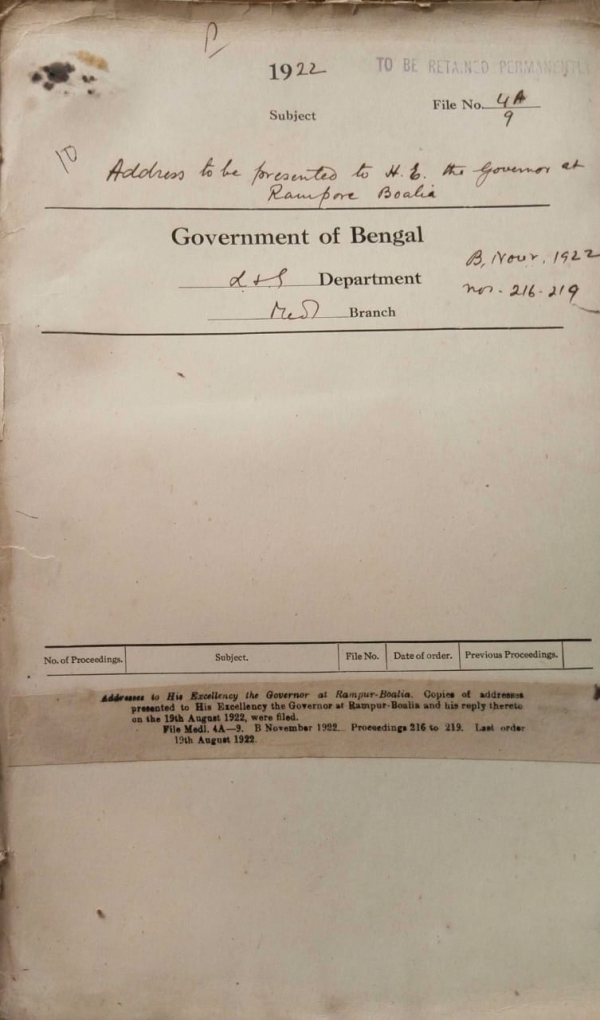 P
1922
TO BE RETAINED PERMANENTLY
File No. 4A/9
Subject
10
Address to be presented to H.E. the Governor at
Rampore Boalia
Government of Bengal
B, Novr. 1922
nos. 216-219
Department
Medl Branch
No. of Proceedings. Subject. File No. Date of order. Previous Proceedings.
Addresses to His Excellency the Governor at Rampur-Boalia. Copies of addresses
presented to His Excellency the Governor at Rampur-Boalia and his reply thereto
on the 19th August 1922, were filed.
File Medl. 4A—9. B November 1922. Proceedings 216 to 219. Last order
19th August 1922.